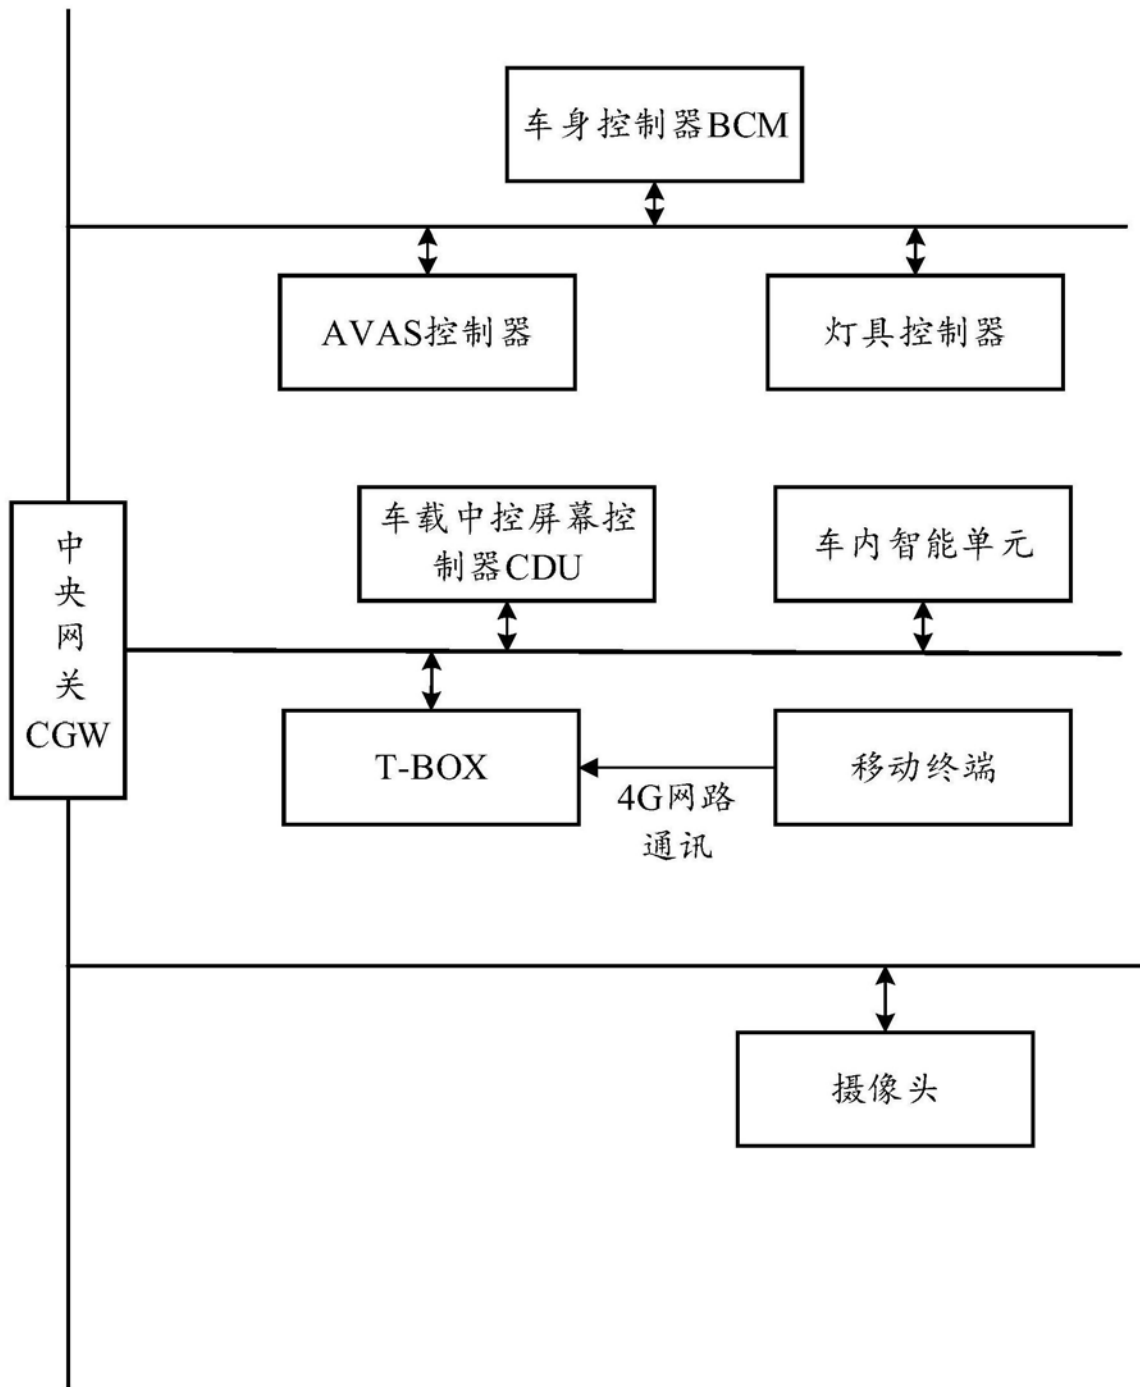 车身控制器BCM
AVAS控制器
灯具控制器
车载中控屏幕控
制器CDU
车内智能单元
中
央
网
关
CGW
T-BOX
移动终端
4G网路
通讯
摄像头